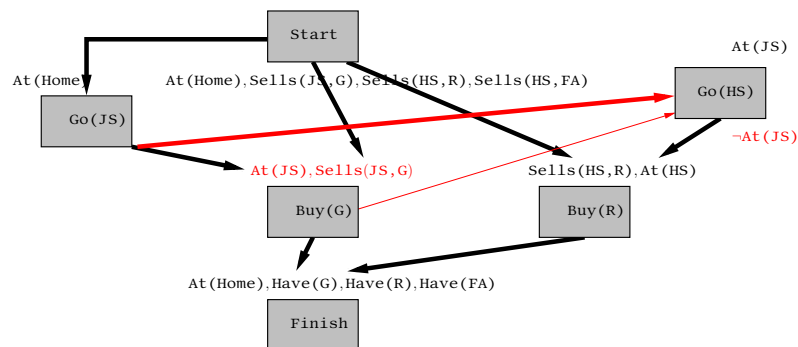 Start
At(JS)
At(Home)
At(Home),Sells(JS,G),Sells(HS,R),Sells(HS,FA)
Go(HS)
Go(JS)
¬At(JS)
At(JS),Sells(JS,G)
Sells(HS,R),At(HS)
Buy(G)
Buy(R)
At(Home),Have(G),Have(R),Have(FA)
Finish